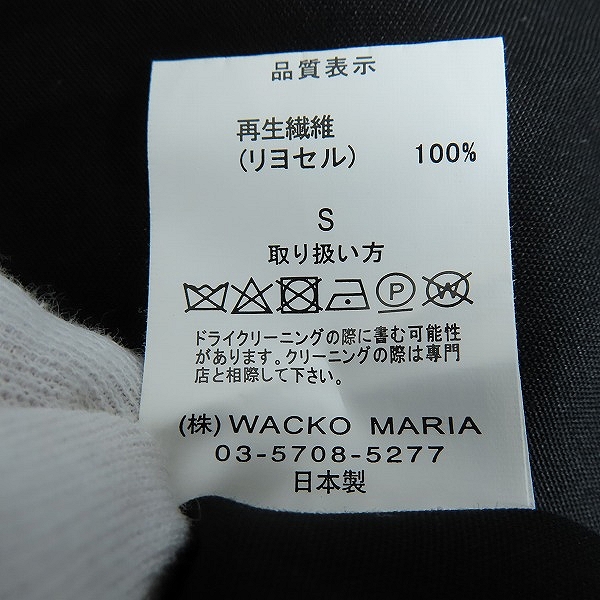 品質表示
再生繊維
(リヨセル) 100%
S
取り扱い方
P W
ドライクリーニングの際に書む可能性
があります。クリーニングの際は専門
店と相際して下さい。
(株) WACKO MARIA
03-5708-5277
日本製